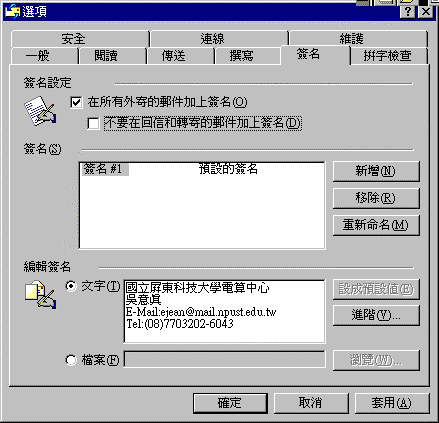 選項
安全 連線 維護
一般 閱讀 傳送 撰寫 簽名 拼字檢查
簽名設定
在所有外寄的郵件加上簽名(O)
不要在回信和轉寄的郵件加上簽名(D)
簽名(S)
簽名 #1 預設的簽名
新增(N)
移除(R)
重新命名(M)
編輯簽名
文字(I)
國立屏東科技大學電算中心
吳意真
E-Mail:ejean@mail.npust.edu.tw
Tel:(08)7703202-6043
設成預設值(E)
進階(Y)...
檔案(F)
瀏覽(W)...
確定 取消 套用(A)